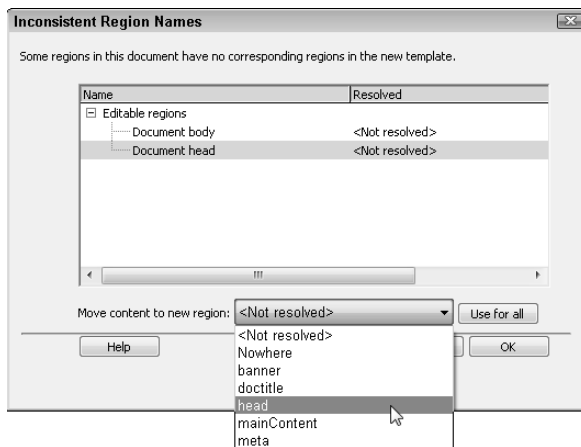 Inconsistent Region Names
Some regions in this document have no corresponding regions in the new template.
Name Resolved
Editable regions
Document body <Not resolved>
Document head <Not resolved>
Move content to new region: <Not resolved> Use for all
<Not resolved>
Help OK
Nowhere
banner
doctitle
head
mainContent
meta